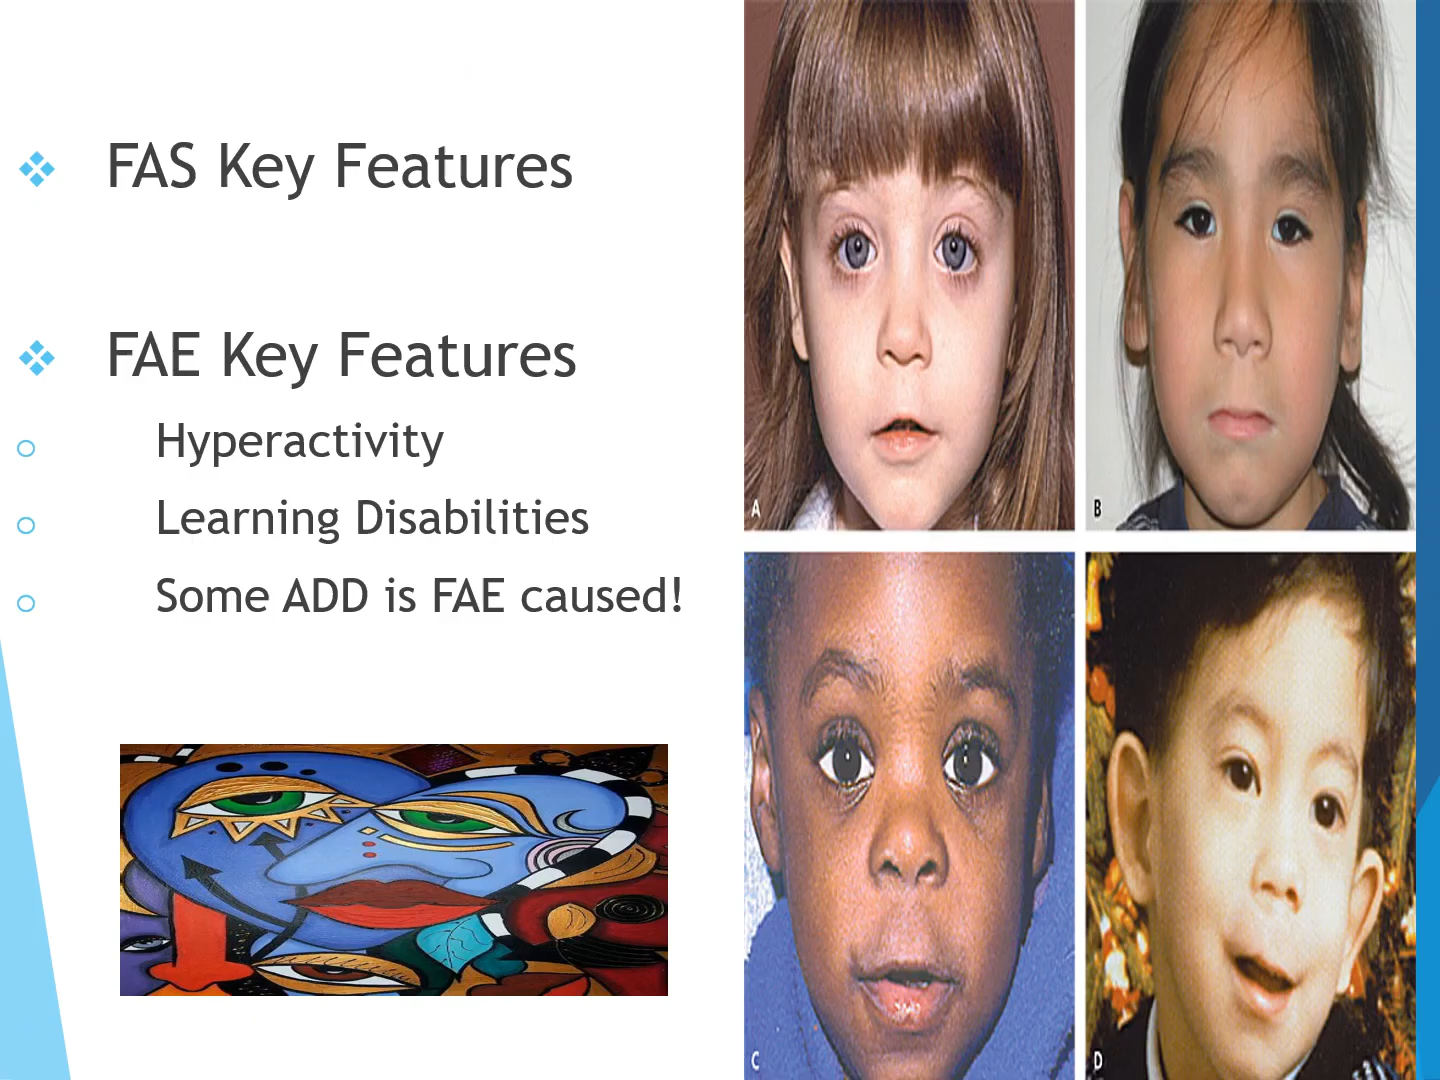 FAS Key Features
FAE Key Features
Hyperactivity
Learning Disabilities
Some ADD is FAE caused!
A
B
C
D